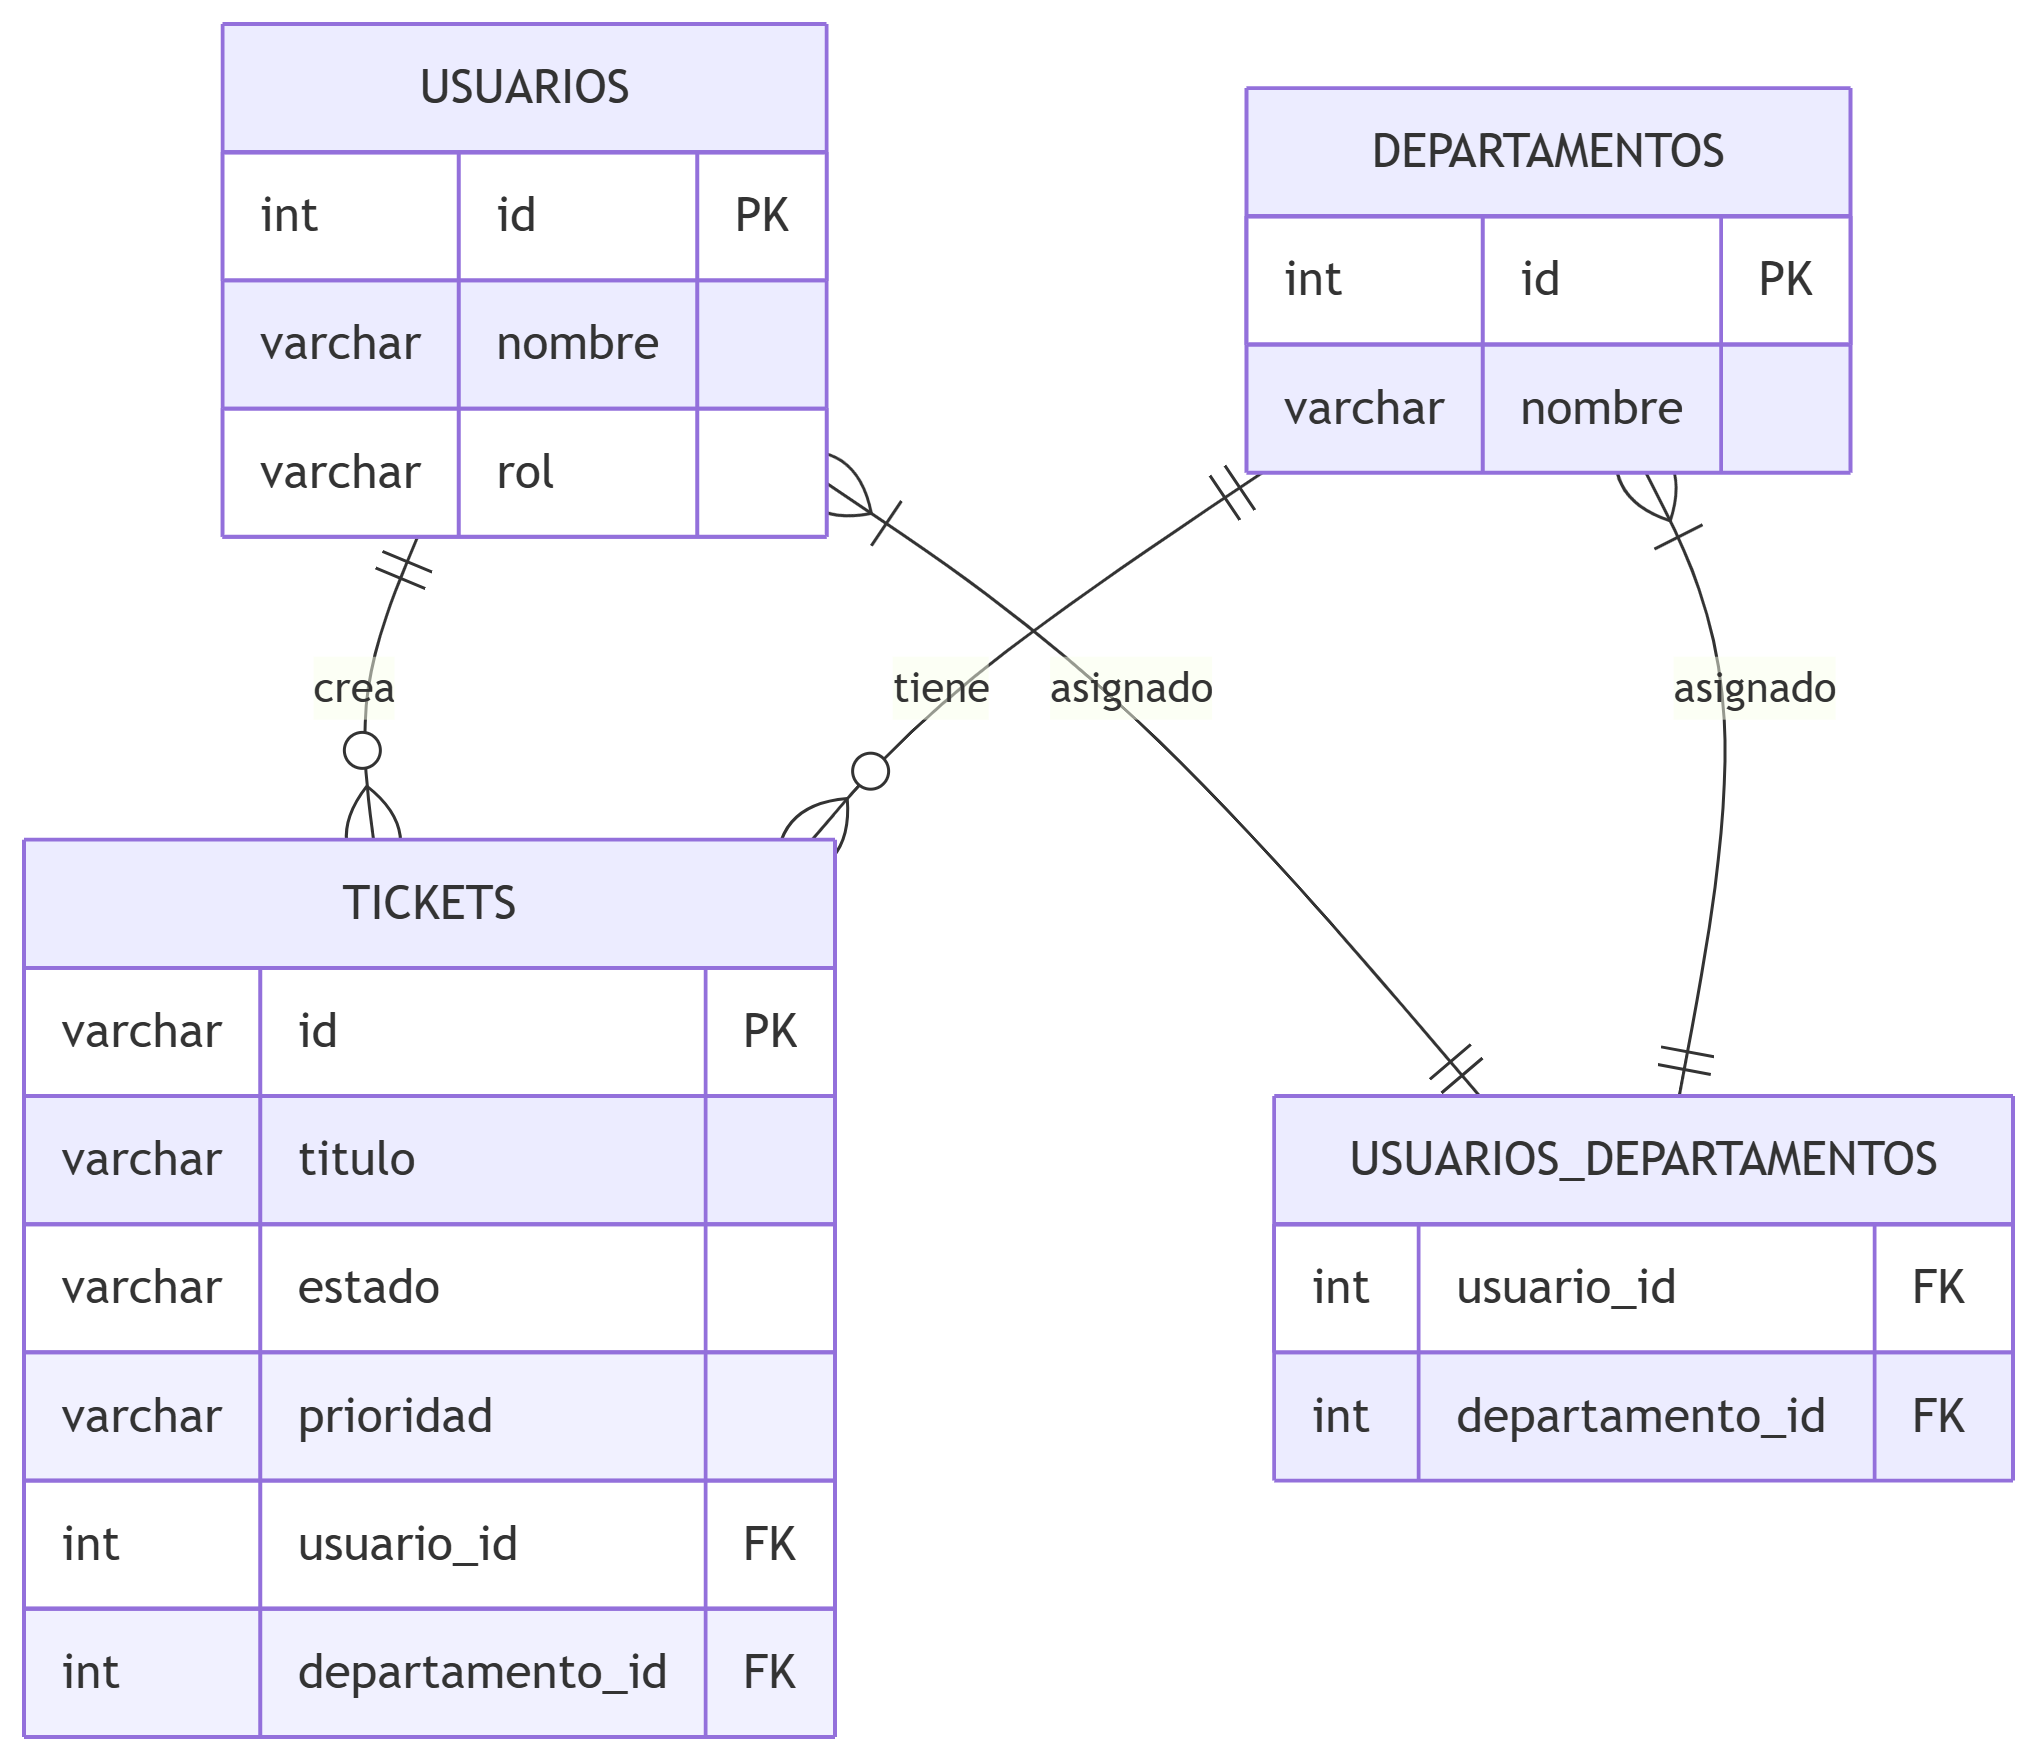 USUARIOS
int id PK
varchar nombre
varchar rol
DEPARTAMENTOS
int id PK
varchar nombre
crea
tiene
asignado
asignado
TICKETS
varchar id PK
varchar titulo
varchar estado
varchar prioridad
int usuario_id FK
int departamento_id FK
USUARIOS_DEPARTAMENTOS
int usuario_id FK
int departamento_id FK